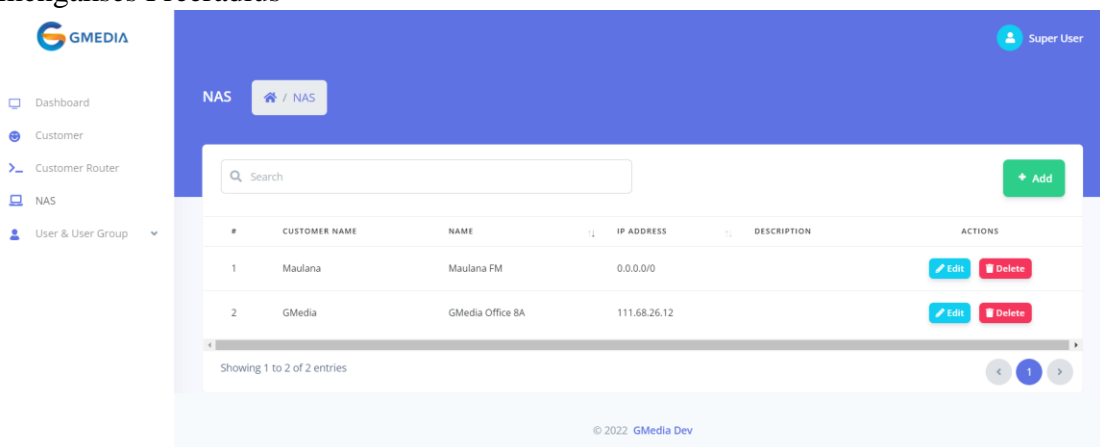 mengakses Freeradius
GMEDIA
Super User
NAS / NAS
Dashboard
Customer
Customer Router
NAS
User & User Group
Search
+ Add
# CUSTOMER NAME NAME IP ADDRESS DESCRIPTION ACTIONS
1 Maulana Maulana FM 0.0.0.0/0 Edit Delete
2 GMedia GMedia Office 8A 111.68.26.12 Edit Delete
Showing 1 to 2 of 2 entries
< 1 >
© 2022 GMedia Dev